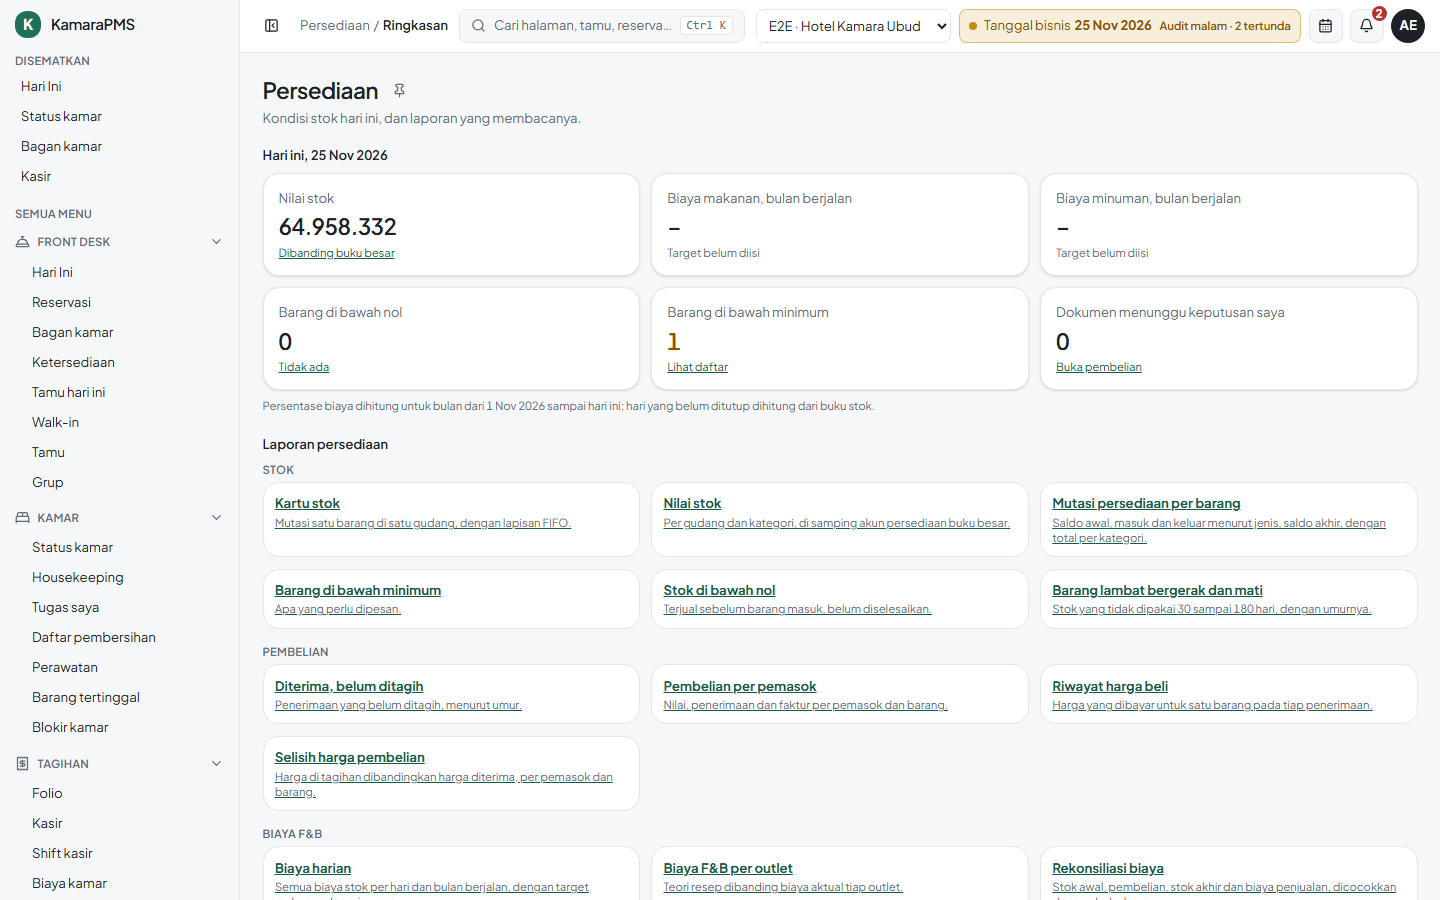 K KamaraPMS
Persediaan / Ringkasan
Cari halaman, tamu, reserva... Ctrl K
E2E · Hotel Kamara Ubud
Tanggal bisnis 25 Nov 2026 Audit malam · 2 tertunda
2
AE
DISEMATKAN
Hari Ini
Status kamar
Bagan kamar
Kasir
SEMUA MENU
FRONT DESK
Hari Ini
Reservasi
Bagan kamar
Ketersediaan
Tamu hari ini
Walk-in
Tamu
Grup
KAMAR
Status kamar
Housekeeping
Tugas saya
Daftar pembersihan
Perawatan
Barang tertinggal
Blokir kamar
TAGIHAN
Folio
Kasir
Shift kasir
Biaya kamar
Persediaan
Kondisi stok hari ini, dan laporan yang membacanya.
Hari ini, 25 Nov 2026
Nilai stok
64.958.332
Dibanding buku besar
Biaya makanan, bulan berjalan
–
Target belum diisi
Biaya minuman, bulan berjalan
–
Target belum diisi
Barang di bawah nol
0
Tidak ada
Barang di bawah minimum
1
Lihat daftar
Dokumen menunggu keputusan saya
0
Buka pembelian
Persentase biaya dihitung untuk bulan dari 1 Nov 2026 sampai hari ini; hari yang belum ditutup dihitung dari buku stok.
Laporan persediaan
STOK
Kartu stok
Mutasi satu barang di satu gudang, dengan lapisan FIFO.
Nilai stok
Per gudang dan kategori, di samping akun persediaan buku besar.
Mutasi persediaan per barang
Saldo awal, masuk dan keluar menurut jenis, saldo akhir, dengan
total per kategori.
Barang di bawah minimum
Apa yang perlu dipesan.
Stok di bawah nol
Terjual sebelum barang masuk, belum diselesaikan.
Barang lambat bergerak dan mati
Stok yang tidak dipakai 30 sampai 180 hari, dengan umurnya.
PEMBELIAN
Diterima, belum ditagih
Penerimaan yang belum ditagih, menurut umur.
Pembelian per pemasok
Nilai, penerimaan dan faktur per pemasok dan barang.
Riwayat harga beli
Harga yang dibayar untuk satu barang pada tiap penerimaan.
Selisih harga pembelian
Harga di tagihan dibandingkan harga diterima, per pemasok dan
barang.
BIAYA F&B
Biaya harian
Semua biaya stok per hari dan bulan berjalan, dengan target
Biaya F&B per outlet
Teori resep dibanding biaya aktual tiap outlet.
Rekonsiliasi biaya
Stok awal, pembelian, stok akhir dan biaya penjualan, dicocokkan